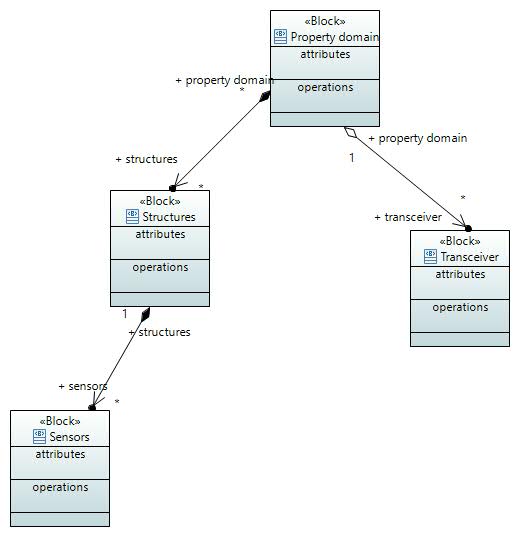 «Block»
Property domain
attributes
operations
+ property domain
*
+ property domain
1
+ structures
*
*
+ transceiver
«Block»
Structures
attributes
operations
«Block»
Transceiver
attributes
operations
1
+ structures
+ sensors
*
«Block»
Sensors
attributes
operations